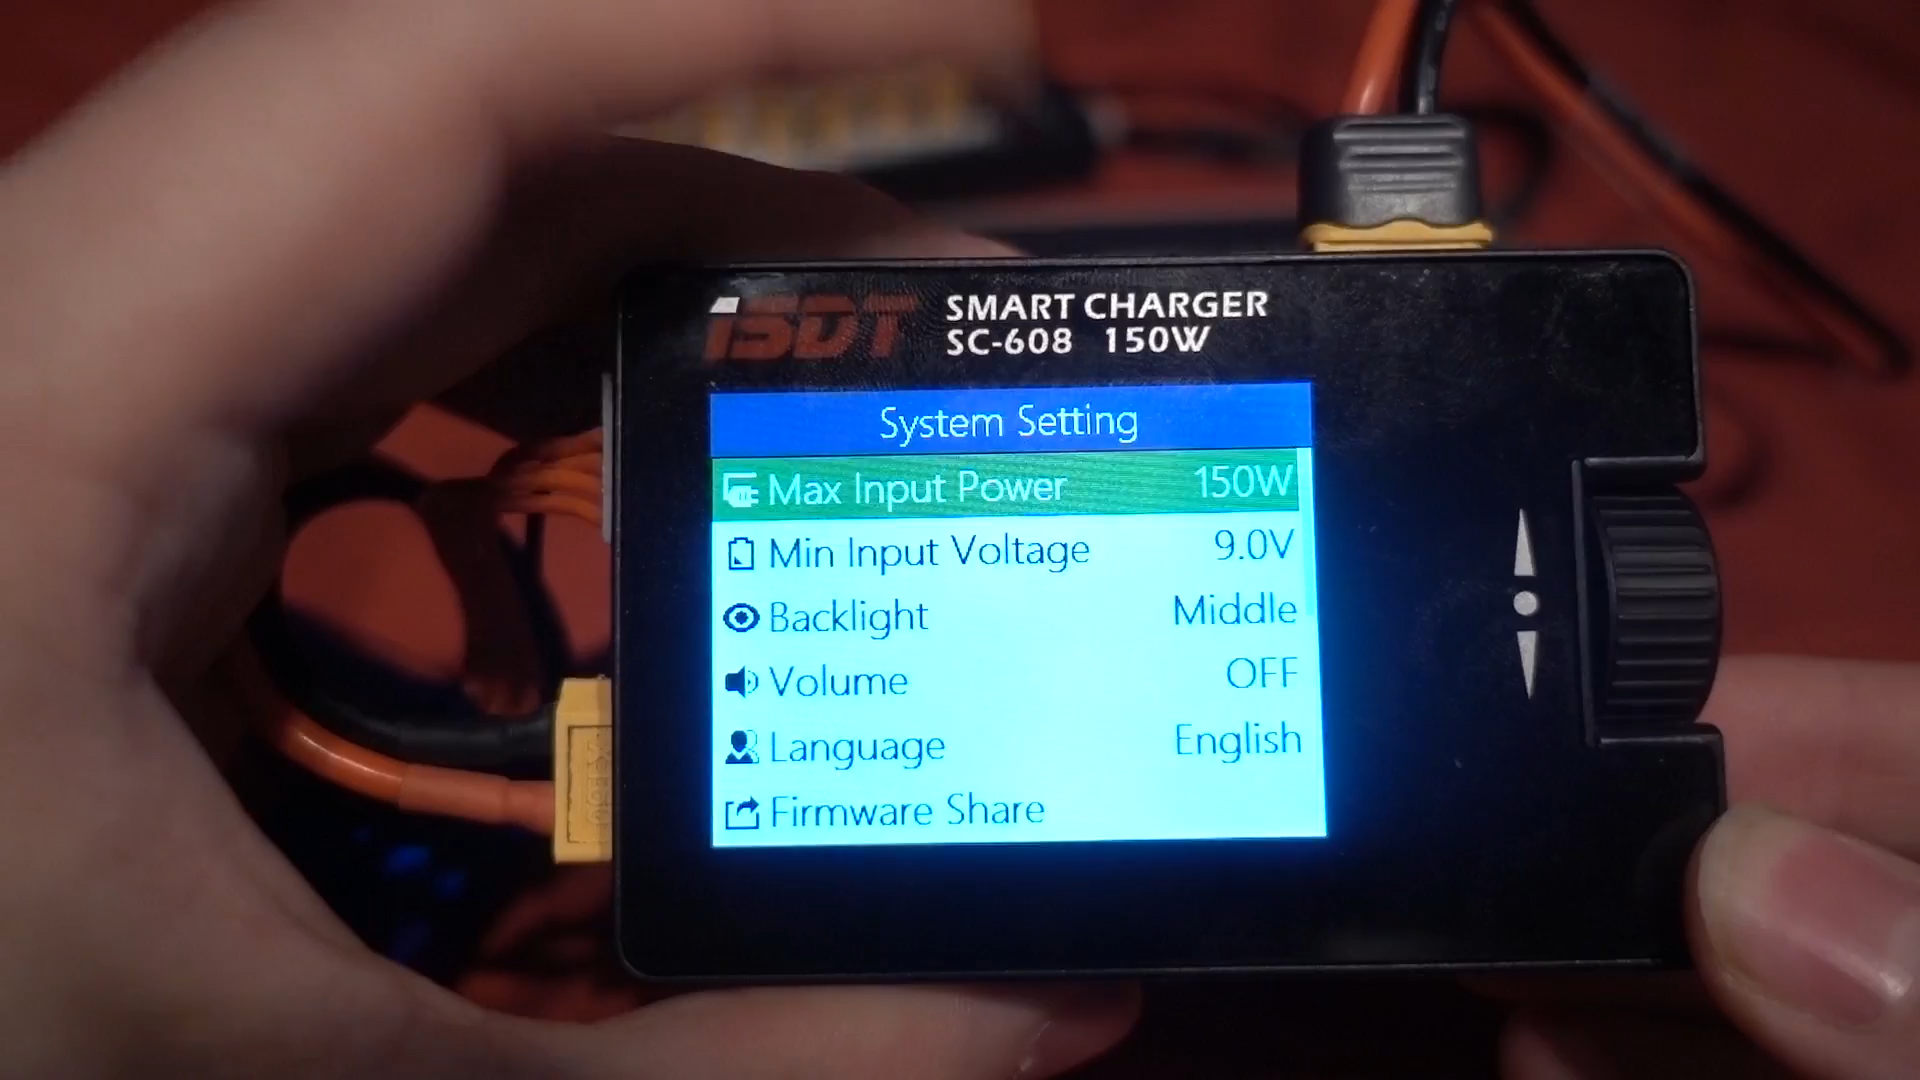 ISDT
SMART CHARGER
SC-608 150W
System Setting
Max Input Power 150W
Min Input Voltage 9.0V
Backlight Middle
Volume OFF
Language English
Firmware Share